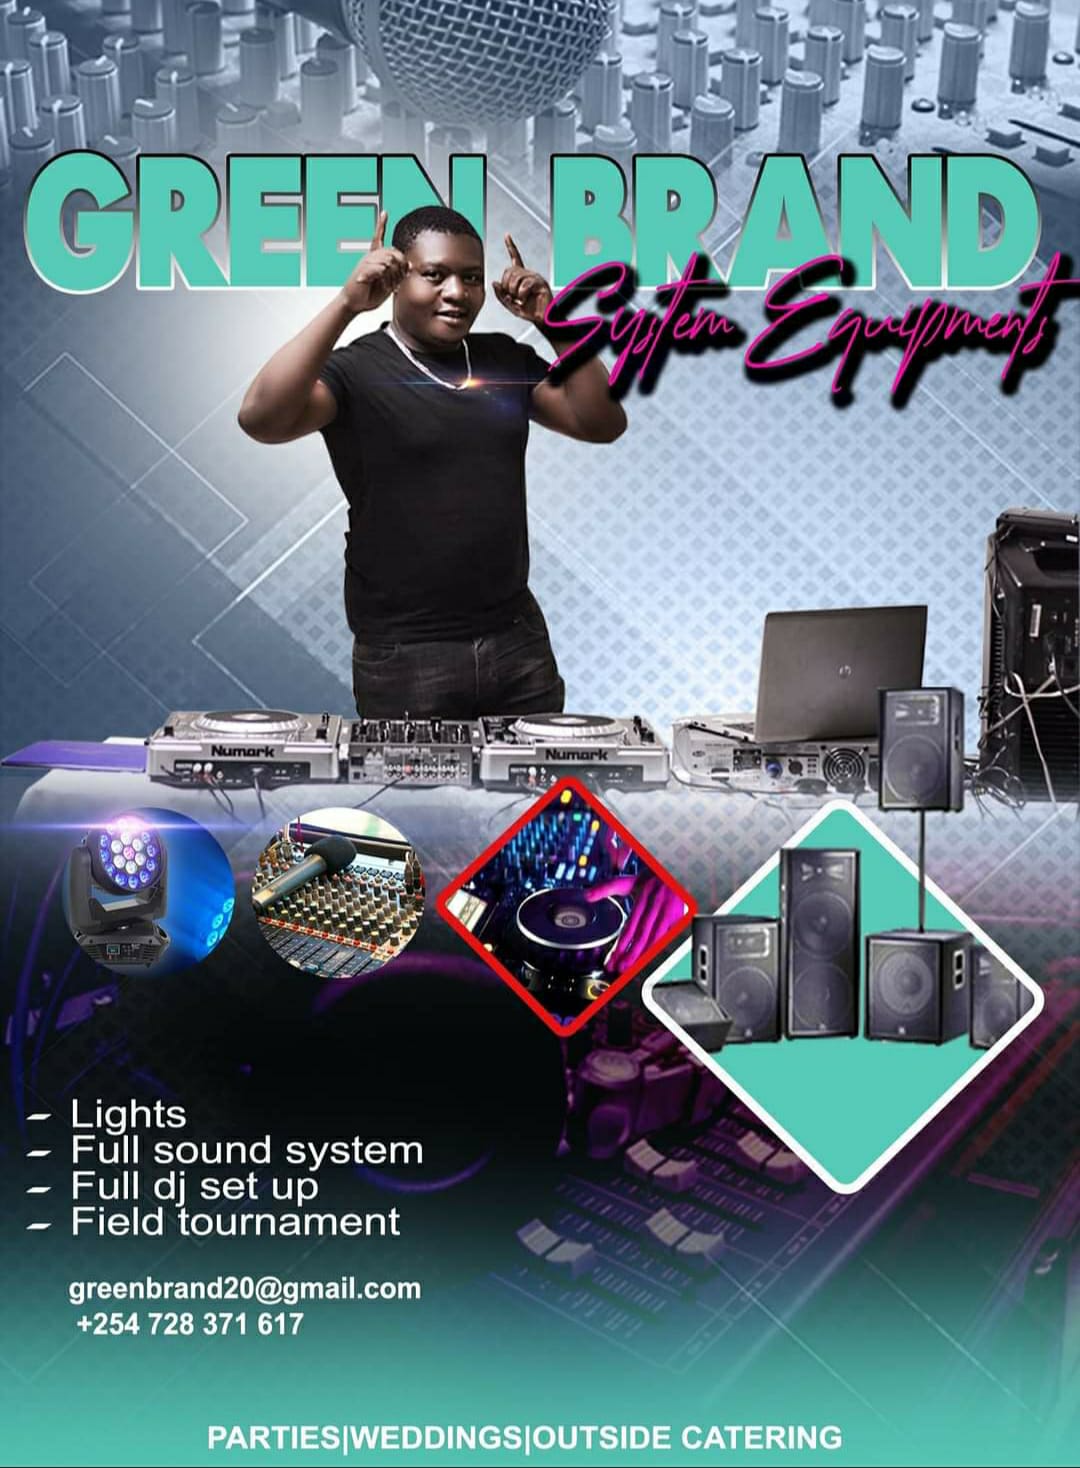 GREEN BRAND
System Equipments
Numark
Numark
hp
- Lights
- Full sound system
- Full dj set up
- Field tournament
greenbrand20@gmail.com
+254 728 371 617
PARTIES|WEDDINGS|OUTSIDE CATERING